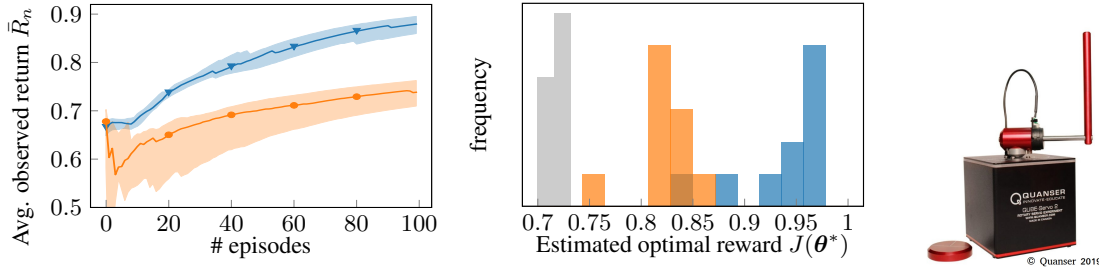 Avg. observed return R̄ₙ
0.9
0.8
0.7
0.6
0.5
0 20 40 60 80 100
# episodes
frequency
0.7 0.75 0.8 0.85 0.9 0.95 1
Estimated optimal reward J(θ*)
QUANSER
INNOVATE·EDUCATE
QUBE-Servo 2
© Quanser 2019